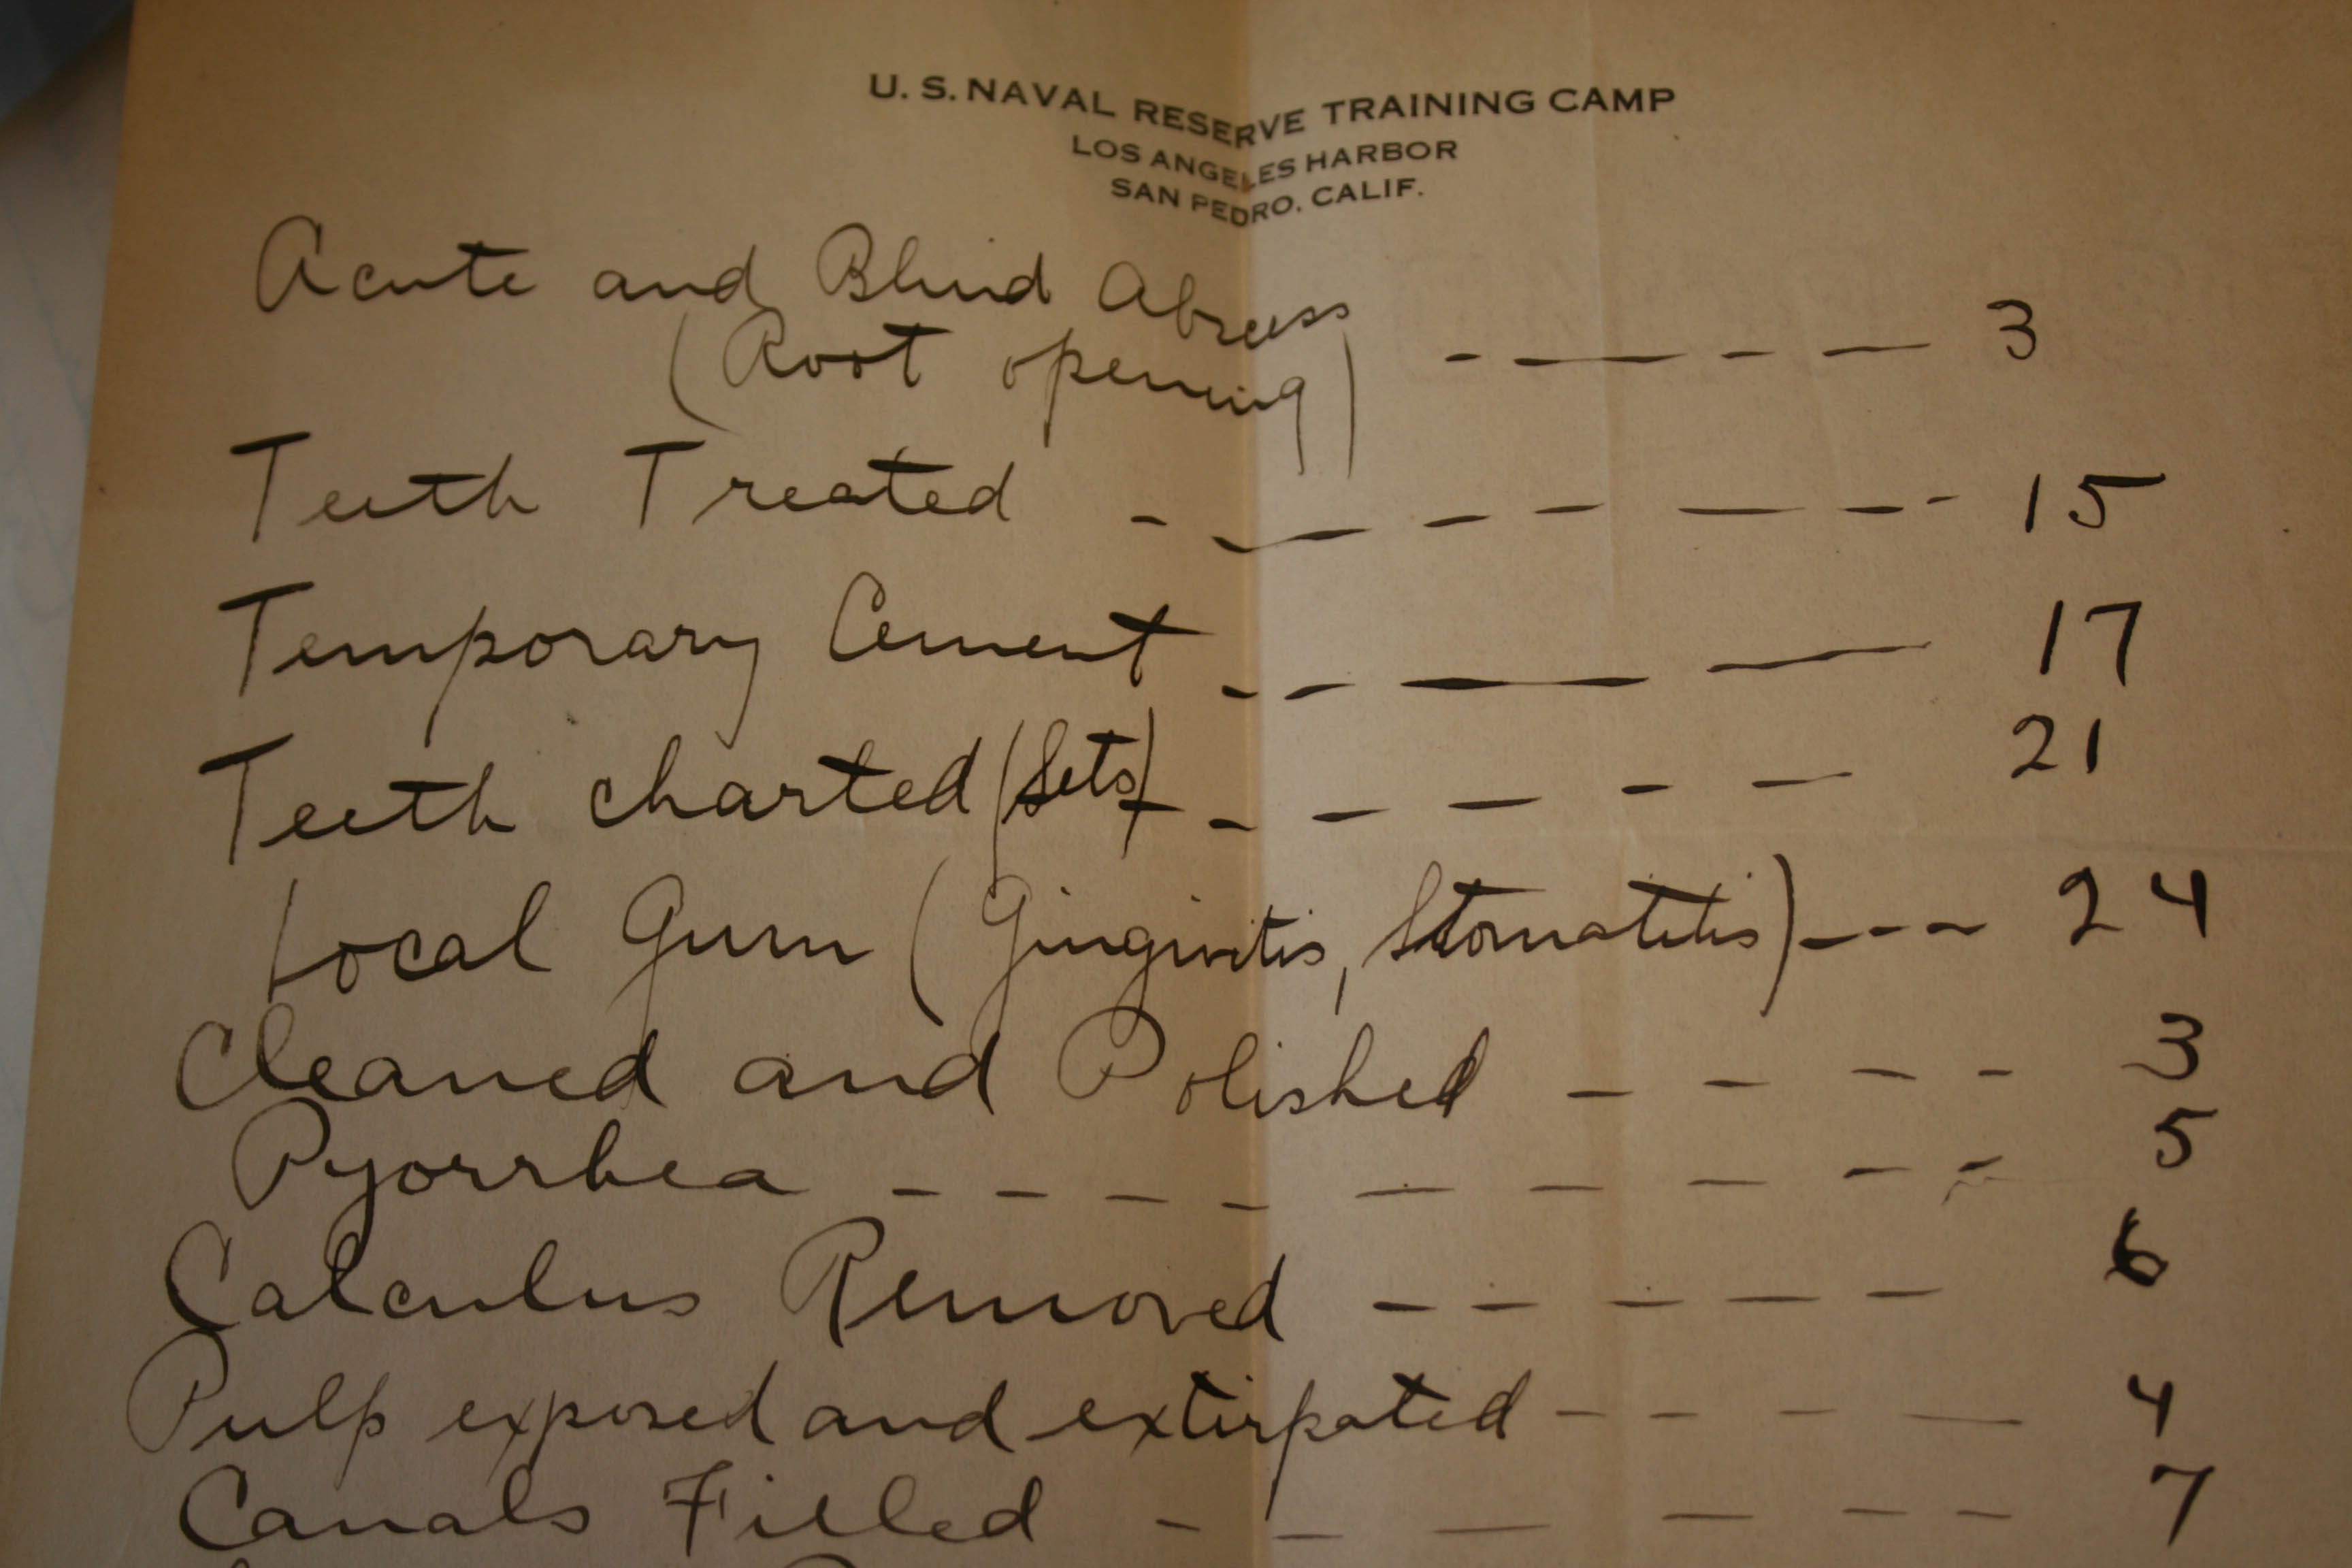 U. S. NAVAL RESERVE TRAINING CAMP
LOS ANGELES HARBOR
SAN PEDRO, CALIF.
Acute and Blind Abscess
(Root opening) - - - - - 3
Teeth Treated - - - - - - - - 15
Temporary Cement - - - - 17
Teeth charted (Sets) - - - - - - 21
Local Gum (Gingivitis, Stomatitis) - - - - 24
Cleaned and Polished - - - - 3
Pyorrhea - - - - - - - - - 5
Calculus Removed - - - - - 6
Pulp exposed and extirpated - - - - 4
Canals Filled - - - - - - 7